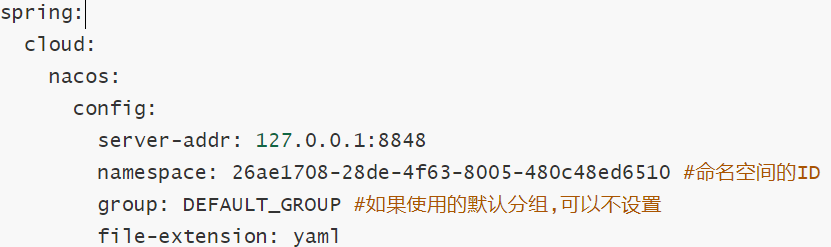 spring:
cloud:
nacos:
config:
server-addr: 127.0.0.1:8848
namespace: 26ae1708-28de-4f63-8005-480c48ed6510 #命名空间的ID
group: DEFAULT_GROUP #如果使用的默认分组,可以不设置
file-extension: yaml